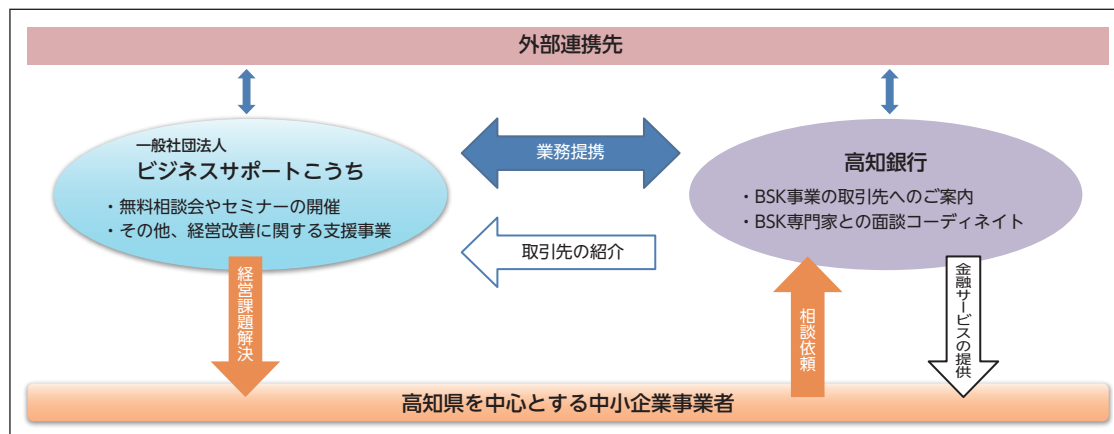 外部連携先
一般社団法人
ビジネスサポートこうち
・無料相談会やセミナーの開催
・その他、経営改善に関する支援事業
業務提携
取引先の紹介
高知銀行
・BSK事業の取引先へのご案内
・BSK専門家との面談コーディネイト
経営課題解決
相談依頼
金融サービスの提供
高知県を中心とする中小企業事業者